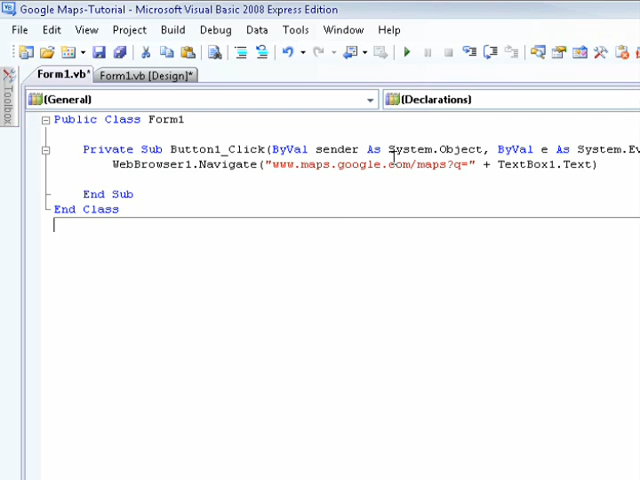 Google Maps-Tutorial - Microsoft Visual Basic 2008 Express Edition
File Edit View Project Build Debug Data Tools Window Help
Form1.vb* Form1.vb [Design]*
Toolbox
(General) (Declarations)
Public Class Form1
Private Sub Button1_Click(ByVal sender As System.Object, ByVal e As System.Ev
WebBrowser1.Navigate("www.maps.google.com/maps?q=" + TextBox1.Text)
End Sub
End Class